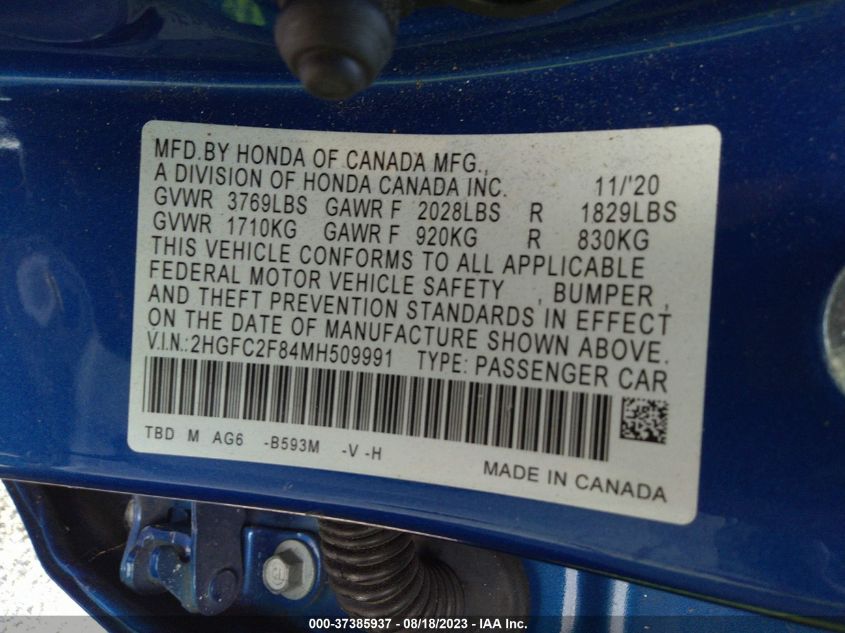 MFD.BY HONDA OF CANADA MFG.,
A DIVISION OF HONDA CANADA INC. 11/'20
GVWR 3769LBS GAWR F 2028LBS R 1829LBS
GVWR 1710KG GAWR F 920KG R 830KG
THIS VEHICLE CONFORMS TO ALL APPLICABLE
FEDERAL MOTOR VEHICLE SAFETY , BUMPER ,
AND THEFT PREVENTION STANDARDS IN EFFECT
ON THE DATE OF MANUFACTURE SHOWN ABOVE.
V.I.N.:2HGFC2F84MH509991 TYPE: PASSENGER CAR
TBD M AG6 -B593M -V -H
MADE IN CANADA
000-37385937 - 08/18/2023 - IAA Inc.